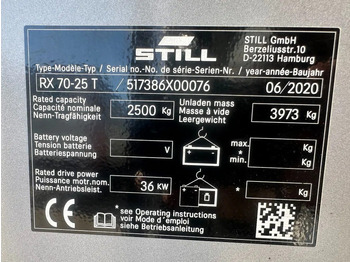 STILL
STILL GmbH
Berzeliusstr.10
D-22113 Hamburg
Type-Modèle-Typ / Serial no.-No. de série-Serien-Nr. / year-année-Baujahr
RX 70-25 T / 517386X00076 06/2020
Rated capacity
Capacité nominale
Nenn-Tragfähigkeit
2500 Kg
Unladen mass
Masse à vide
Leergewicht
3973 Kg
Battery voltage
Tension batterie
Batteriespannung
V
* max. Kg
* min. Kg
Rated drive power
Puissance motr.nom.
Nenn-Antriebsleist.
36 KW
* Kg
CE
* see Operating instructions
voir Mode d'emploi
siehe Betriebsanleitung